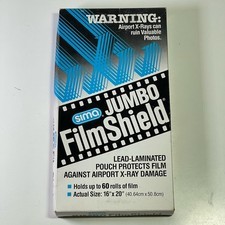 WARNING:
Airport X-Rays can
ruin Valuable
Photos.
sima
JUMBO
FilmShield®
LEAD-LAMINATED
POUCH PROTECTS FILM
AGAINST AIRPORT X-RAY DAMAGE
• Holds up to 60 rolls of film
• Actual Size: 16" x 20" (40.64cm x 50.8cm)